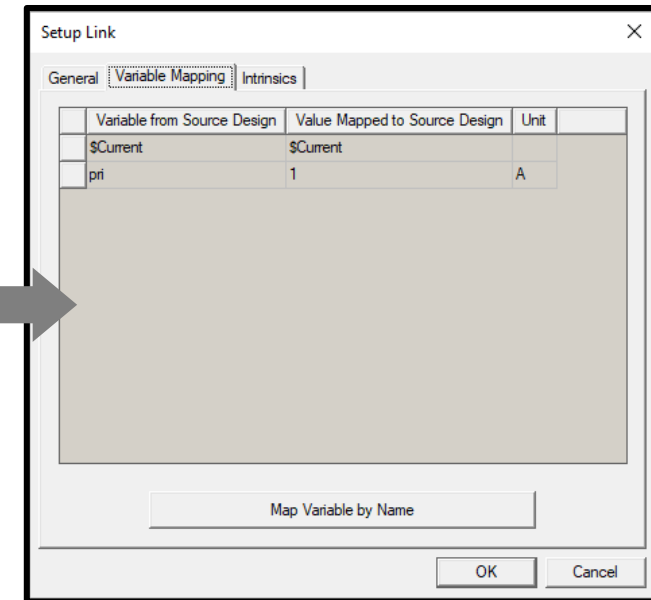 Setup Link
General Variable Mapping Intrinsics
Variable from Source Design Value Mapped to Source Design Unit
$Current $Current
pri 1 A
Map Variable by Name
OK Cancel